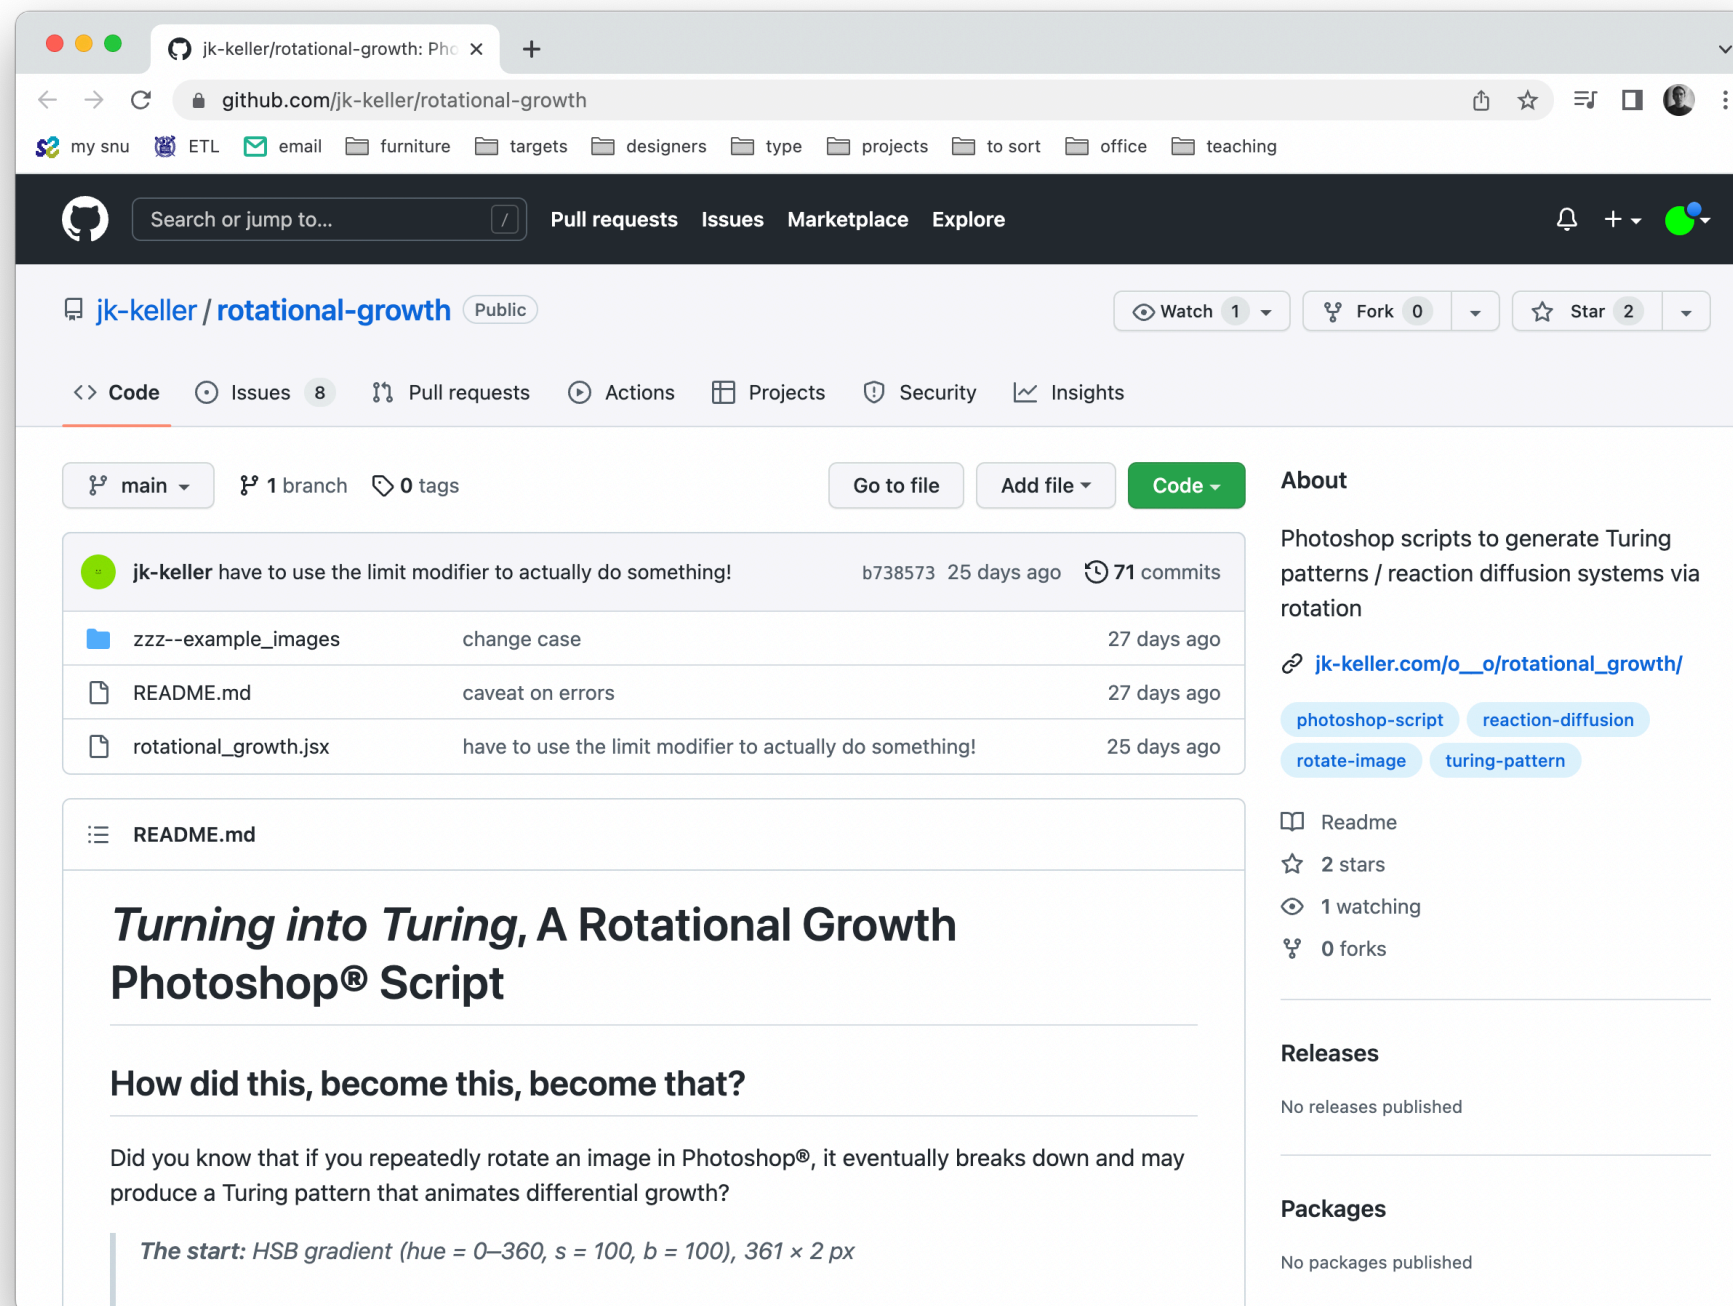 jk-keller/rotational-growth: Pho
github.com/jk-keller/rotational-growth
my snu ETL email furniture targets designers type projects to sort office teaching
Search or jump to... / Pull requests Issues Marketplace Explore
jk-keller / rotational-growth Public Watch 1 Fork 0 Star 2
Code Issues 8 Pull requests Actions Projects Security Insights
main 1 branch 0 tags Go to file Add file Code
jk-keller have to use the limit modifier to actually do something! b738573 25 days ago 71 commits
zzz--example_images change case 27 days ago
README.md caveat on errors 27 days ago
rotational_growth.jsx have to use the limit modifier to actually do something! 25 days ago
README.md
Turning into Turing, A Rotational Growth
Photoshop® Script
How did this, become this, become that?
Did you know that if you repeatedly rotate an image in Photoshop®, it eventually breaks down and may
produce a Turing pattern that animates differential growth?
The start: HSB gradient (hue = 0–360, s = 100, b = 100), 361 × 2 px
About
Photoshop scripts to generate Turing
patterns / reaction diffusion systems via
rotation
jk-keller.com/o__o/rotational_growth/
photoshop-script reaction-diffusion
rotate-image turing-pattern
Readme
2 stars
1 watching
0 forks
Releases
No releases published
Packages
No packages published